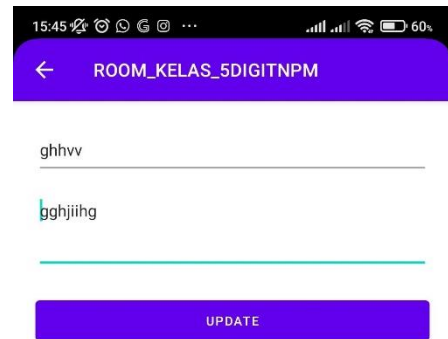 15:45 ... 60%
ROOM_KELAS_5DIGITNPM
ghhvv
gghjiihg
UPDATE